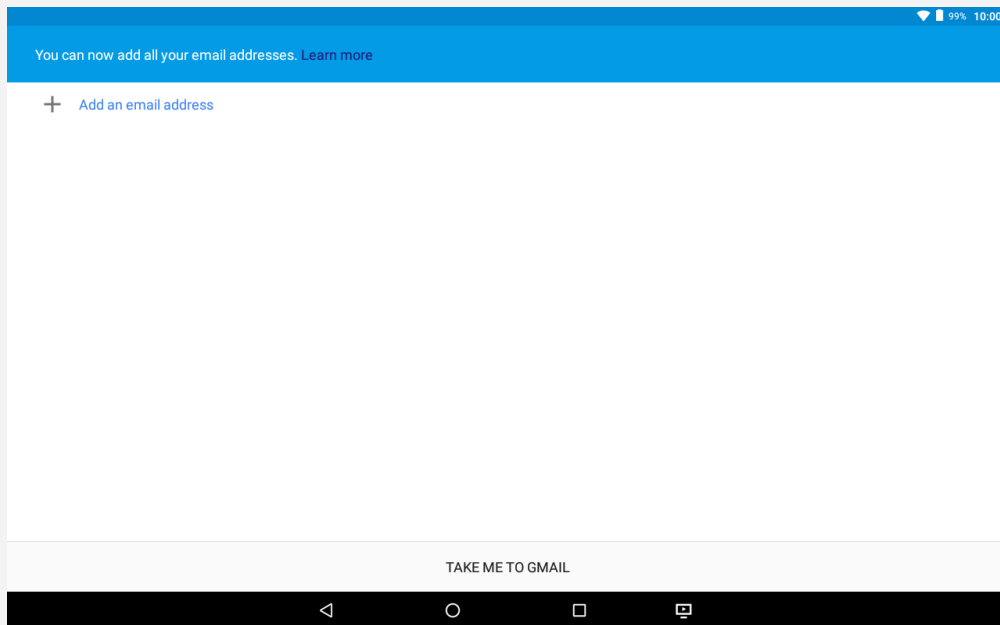 99% 10:00
You can now add all your email addresses. Learn more
Add an email address
TAKE ME TO GMAIL